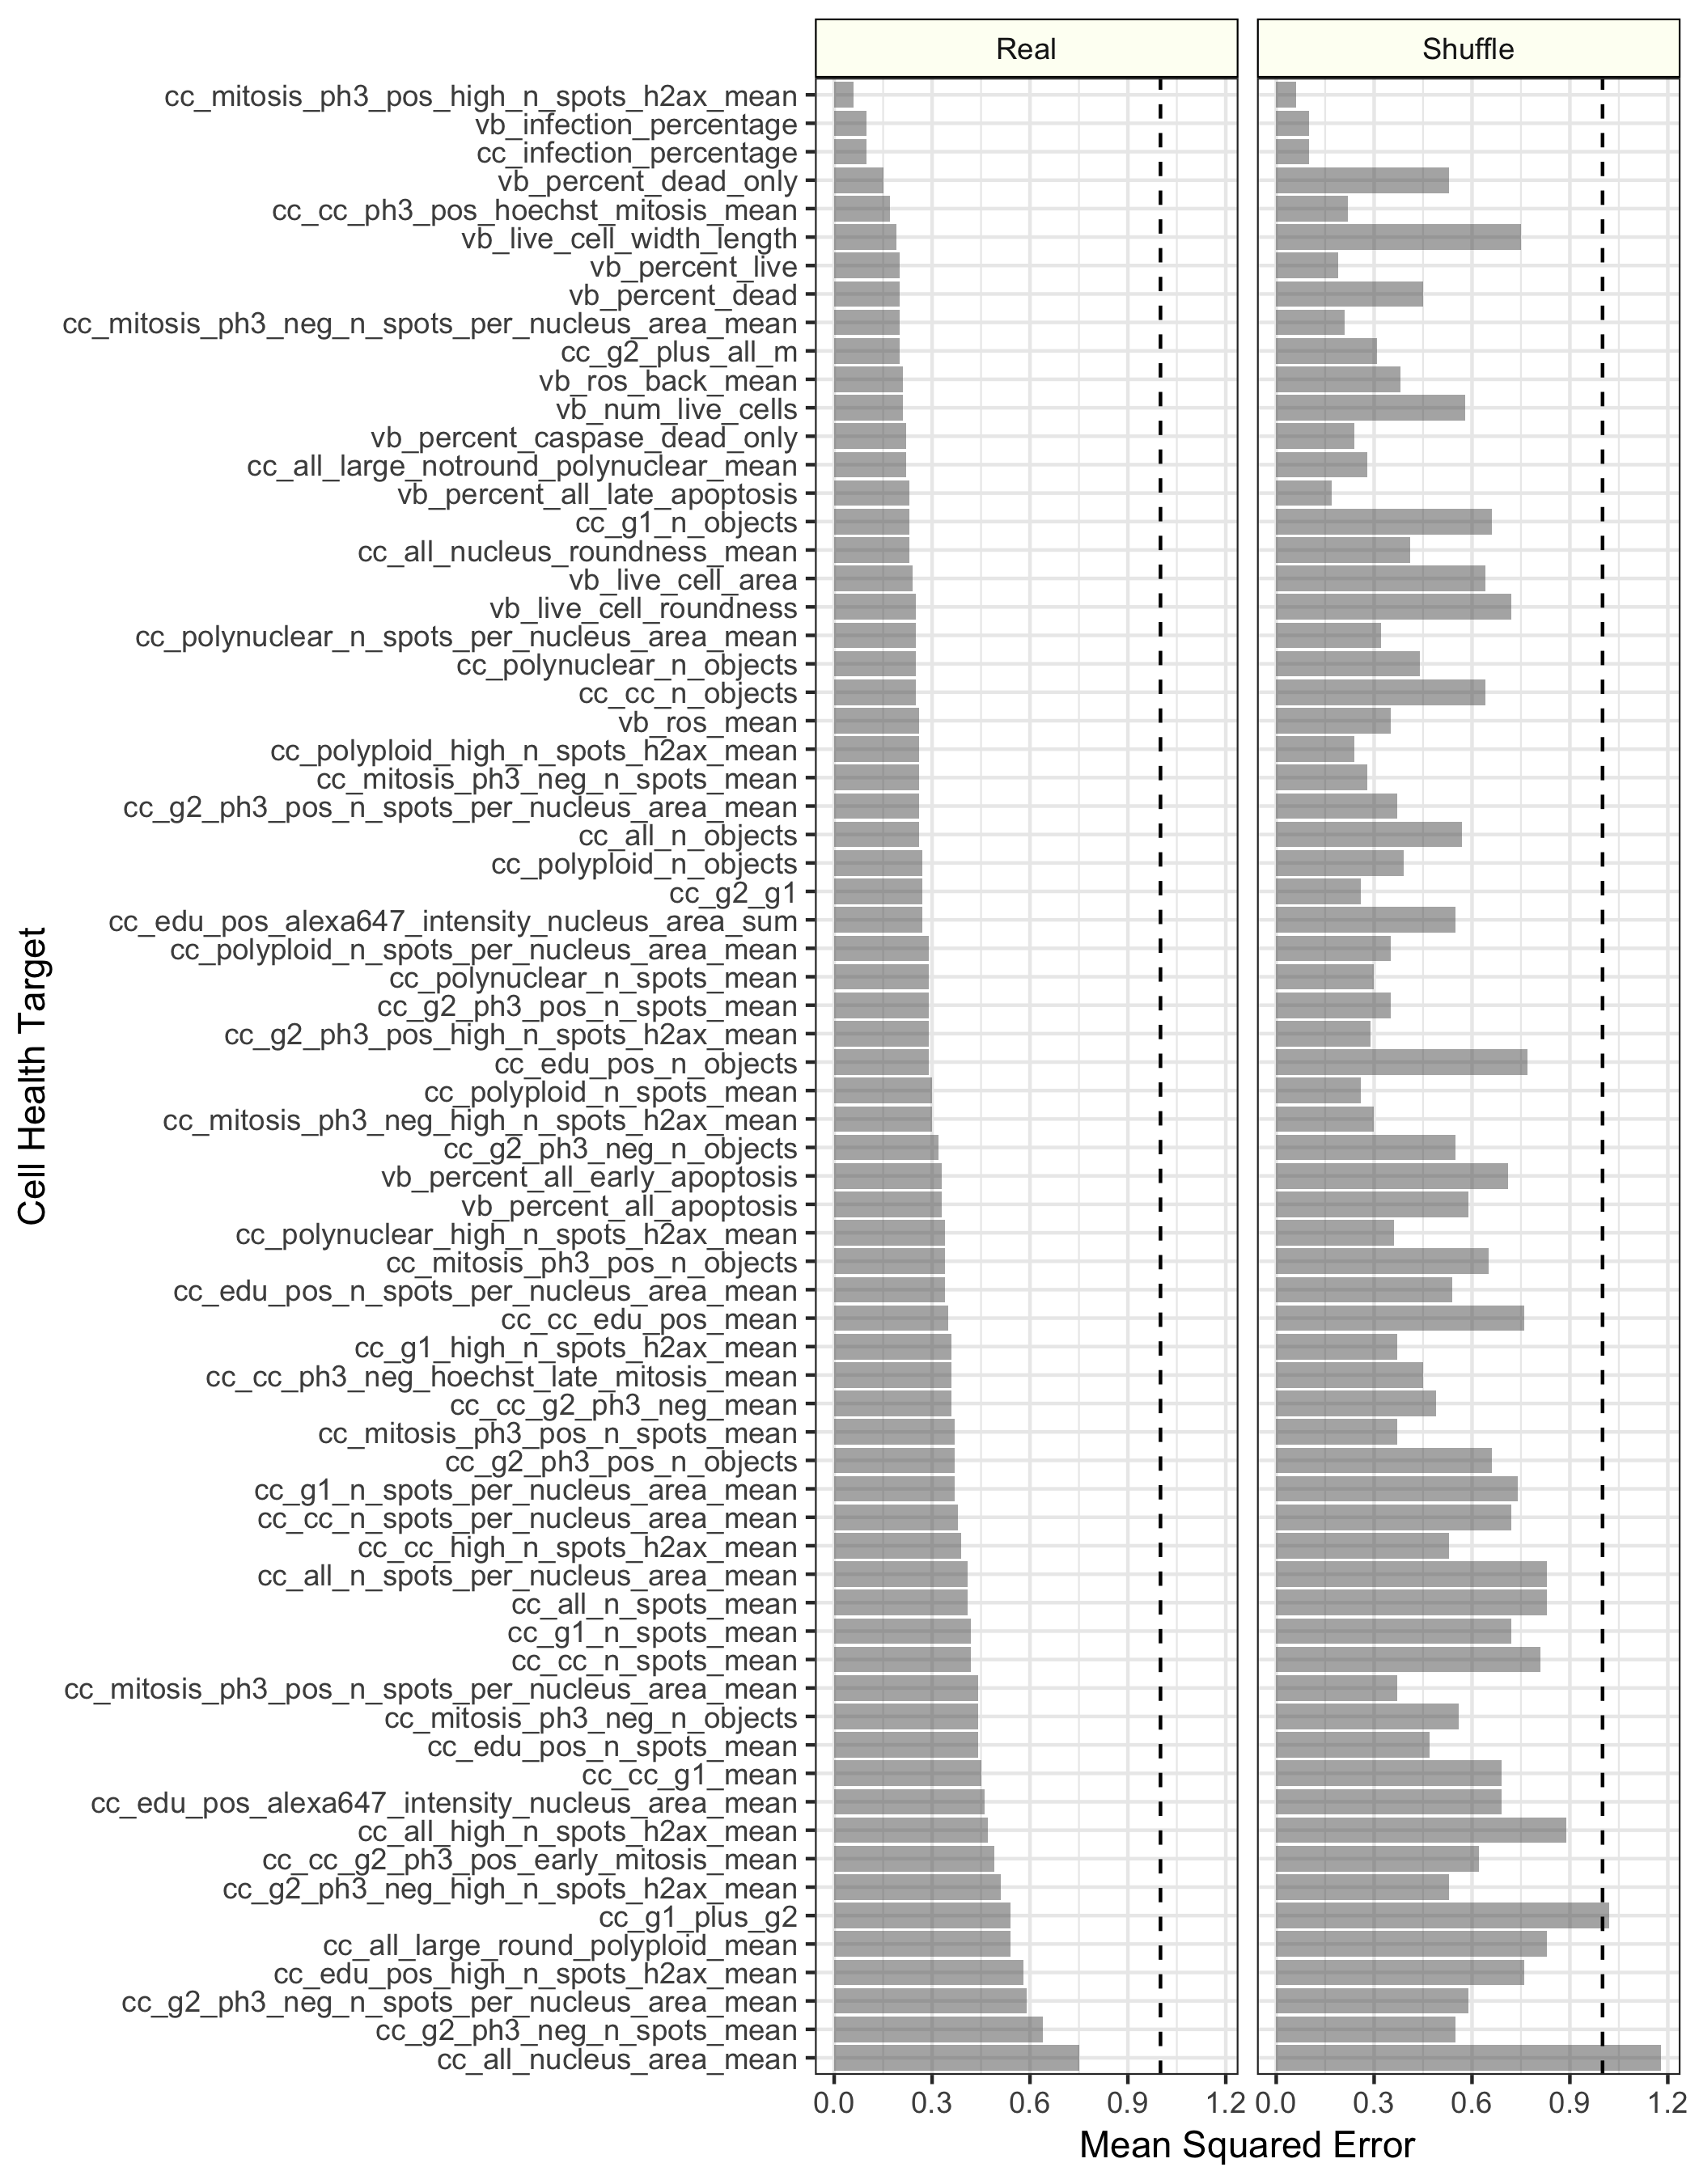 Real Shuffle
cc_mitosis_ph3_pos_high_n_spots_h2ax_mean
vb_infection_percentage
cc_infection_percentage
vb_percent_dead_only
cc_cc_ph3_pos_hoechst_mitosis_mean
vb_live_cell_width_length
vb_percent_live
vb_percent_dead
cc_mitosis_ph3_neg_n_spots_per_nucleus_area_mean
cc_g2_plus_all_m
vb_ros_back_mean
vb_num_live_cells
vb_percent_caspase_dead_only
cc_all_large_notround_polynuclear_mean
vb_percent_all_late_apoptosis
cc_g1_n_objects
cc_all_nucleus_roundness_mean
vb_live_cell_area
vb_live_cell_roundness
cc_polynuclear_n_spots_per_nucleus_area_mean
cc_polynuclear_n_objects
cc_cc_n_objects
vb_ros_mean
cc_polyploid_high_n_spots_h2ax_mean
cc_mitosis_ph3_neg_n_spots_mean
cc_g2_ph3_pos_n_spots_per_nucleus_area_mean
cc_all_n_objects
cc_polyploid_n_objects
cc_g2_g1
cc_edu_pos_alexa647_intensity_nucleus_area_sum
cc_polyploid_n_spots_per_nucleus_area_mean
cc_polynuclear_n_spots_mean
cc_g2_ph3_pos_n_spots_mean
cc_g2_ph3_pos_high_n_spots_h2ax_mean
cc_edu_pos_n_objects
cc_polyploid_n_spots_mean
cc_mitosis_ph3_neg_high_n_spots_h2ax_mean
cc_g2_ph3_neg_n_objects
vb_percent_all_early_apoptosis
vb_percent_all_apoptosis
cc_polynuclear_high_n_spots_h2ax_mean
cc_mitosis_ph3_pos_n_objects
cc_edu_pos_n_spots_per_nucleus_area_mean
cc_cc_edu_pos_mean
cc_g1_high_n_spots_h2ax_mean
cc_cc_ph3_neg_hoechst_late_mitosis_mean
cc_cc_g2_ph3_neg_mean
cc_mitosis_ph3_pos_n_spots_mean
cc_g2_ph3_pos_n_objects
cc_g1_n_spots_per_nucleus_area_mean
cc_cc_n_spots_per_nucleus_area_mean
cc_cc_high_n_spots_h2ax_mean
cc_all_n_spots_per_nucleus_area_mean
cc_all_n_spots_mean
cc_g1_n_spots_mean
cc_cc_n_spots_mean
cc_mitosis_ph3_pos_n_spots_per_nucleus_area_mean
cc_mitosis_ph3_neg_n_objects
cc_edu_pos_n_spots_mean
cc_cc_g1_mean
cc_edu_pos_alexa647_intensity_nucleus_area_mean
cc_all_high_n_spots_h2ax_mean
cc_cc_g2_ph3_pos_early_mitosis_mean
cc_g2_ph3_neg_high_n_spots_h2ax_mean
cc_g1_plus_g2
cc_all_large_round_polyploid_mean
cc_edu_pos_high_n_spots_h2ax_mean
cc_g2_ph3_neg_n_spots_per_nucleus_area_mean
cc_g2_ph3_neg_n_spots_mean
cc_all_nucleus_area_mean
Cell Health Target
0.0 0.3 0.6 0.9 1.2 0.0 0.3 0.6 0.9 1.2
Mean Squared Error